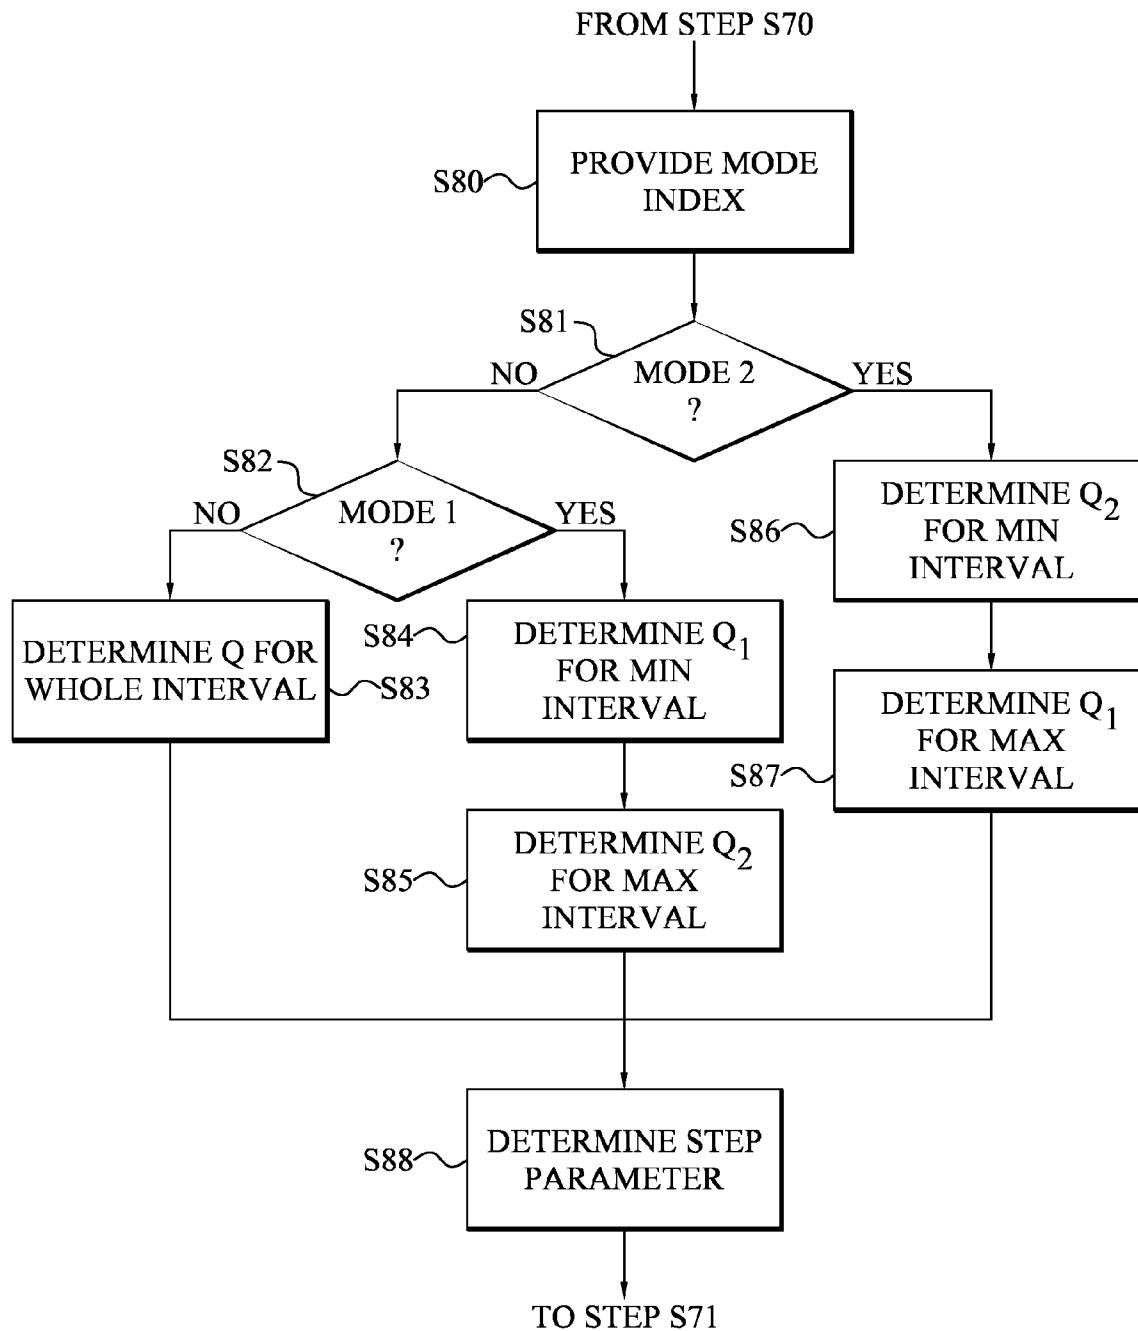 FROM STEP S70
PROVIDE MODE
INDEX
S80
S81
MODE 2
?
NO
YES
S82
MODE 1
?
NO
YES
S86
DETERMINE Q2
FOR MIN
INTERVAL
DETERMINE Q FOR
WHOLE INTERVAL
S83
S84
DETERMINE Q1
FOR MIN
INTERVAL
S87
DETERMINE Q1
FOR MAX
INTERVAL
S85
DETERMINE Q2
FOR MAX
INTERVAL
S88
DETERMINE STEP
PARAMETER
TO STEP S71